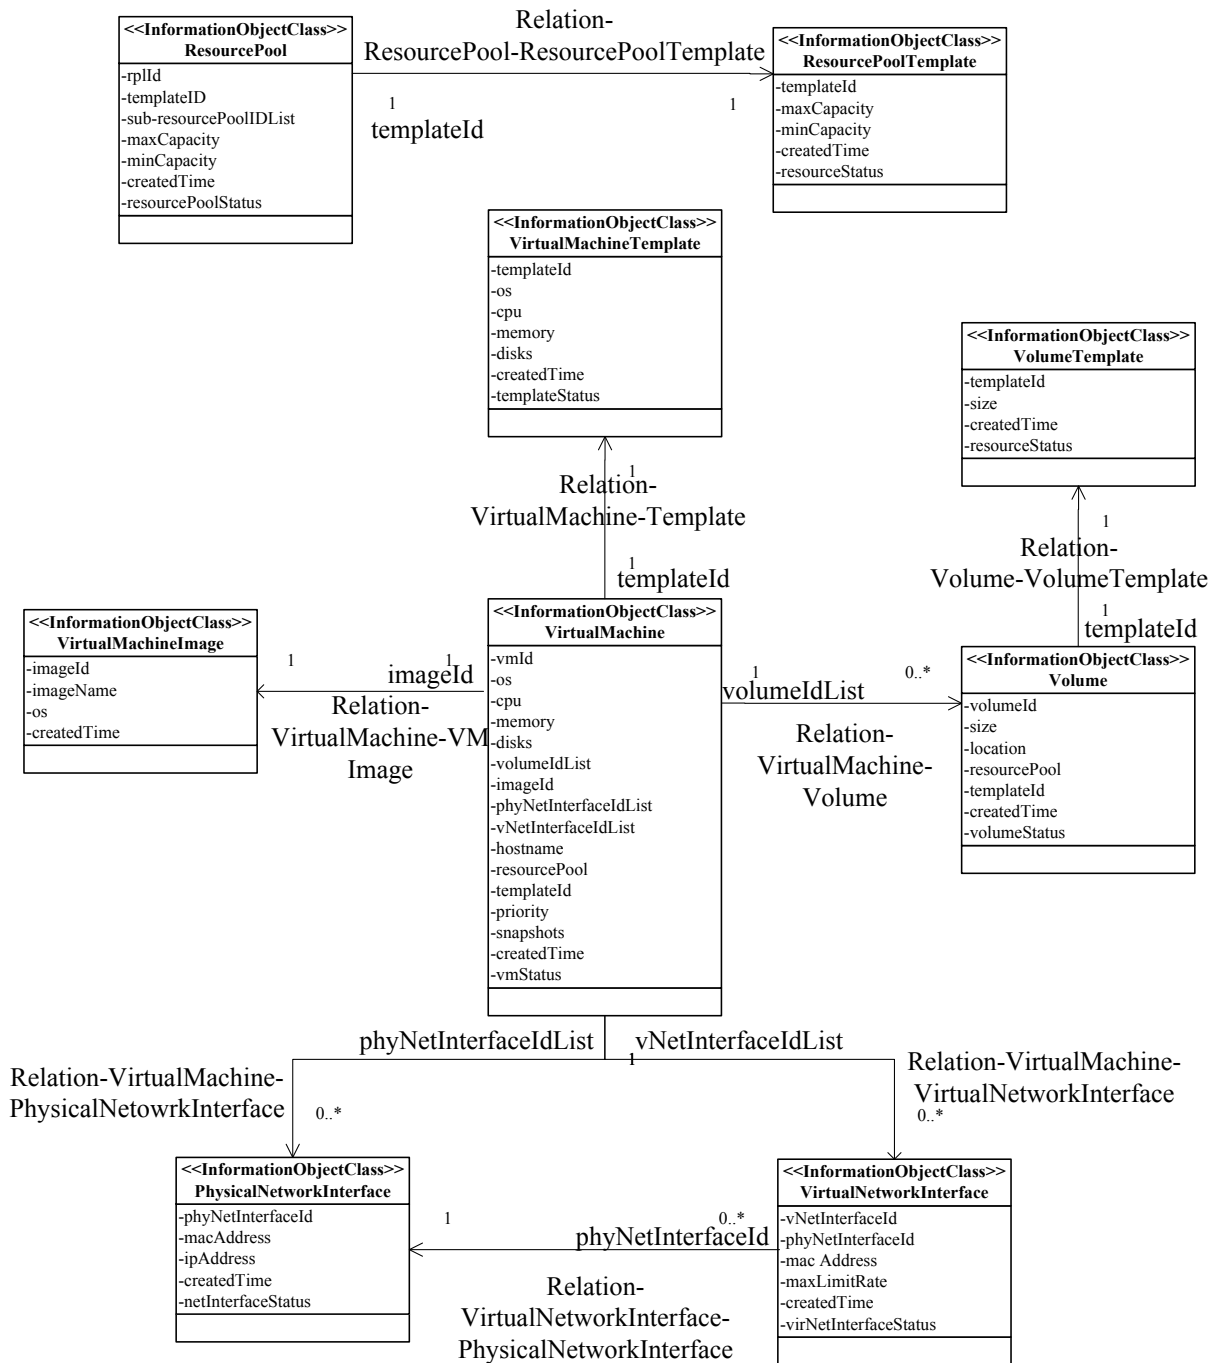 <<InformationObjectClass>>
ResourcePool
-rplId
-templateID
-sub-resourcePoolIDList
-maxCapacity
-minCapacity
-createdTime
-resourcePoolStatus
Relation-
ResourcePool-ResourcePoolTemplate
1
1
templateId
<<InformationObjectClass>>
ResourcePoolTemplate
-templateId
-maxCapacity
-minCapacity
-createdTime
-resourceStatus
<<InformationObjectClass>>
VirtualMachineTemplate
-templateId
-os
-cpu
-memory
-disks
-createdTime
-templateStatus
<<InformationObjectClass>>
VolumeTemplate
-templateId
-size
-createdTime
-resourceStatus
1
Relation-
VirtualMachine-Template
1
templateId
1
Relation-
Volume-VolumeTemplate
1
templateId
<<InformationObjectClass>>
VirtualMachineImage
-imageId
-imageName
-os
-createdTime
1
1
imageId
Relation-
VirtualMachine-VM
Image
<<InformationObjectClass>>
VirtualMachine
-vmId
-os
-cpu
-memory
-disks
-volumeIdList
-imageId
-phyNetInterfaceIdList
-vNetInterfaceIdList
-hostname
-resourcePool
-templateId
-priority
-snapshots
-createdTime
-vmStatus
1
0..*
volumeIdList
Relation-
VirtualMachine-
Volume
<<InformationObjectClass>>
Volume
-volumeId
-size
-location
-resourcePool
-templateId
-createdTime
-volumeStatus
phyNetInterfaceIdList
vNetInterfaceIdList
1
Relation-VirtualMachine-
PhysicalNetowrkInterface
0..*
Relation-VirtualMachine-
VirtualNetworkInterface
0..*
<<InformationObjectClass>>
PhysicalNetworkInterface
-phyNetInterfaceId
-macAddress
-ipAddress
-createdTime
-netInterfaceStatus
1
0..*
phyNetInterfaceId
Relation-
VirtualNetworkInterface-
PhysicalNetworkInterface
<<InformationObjectClass>>
VirtualNetworkInterface
-vNetInterfaceId
-phyNetInterfaceId
-mac Address
-maxLimitRate
-createdTime
-virNetInterfaceStatus